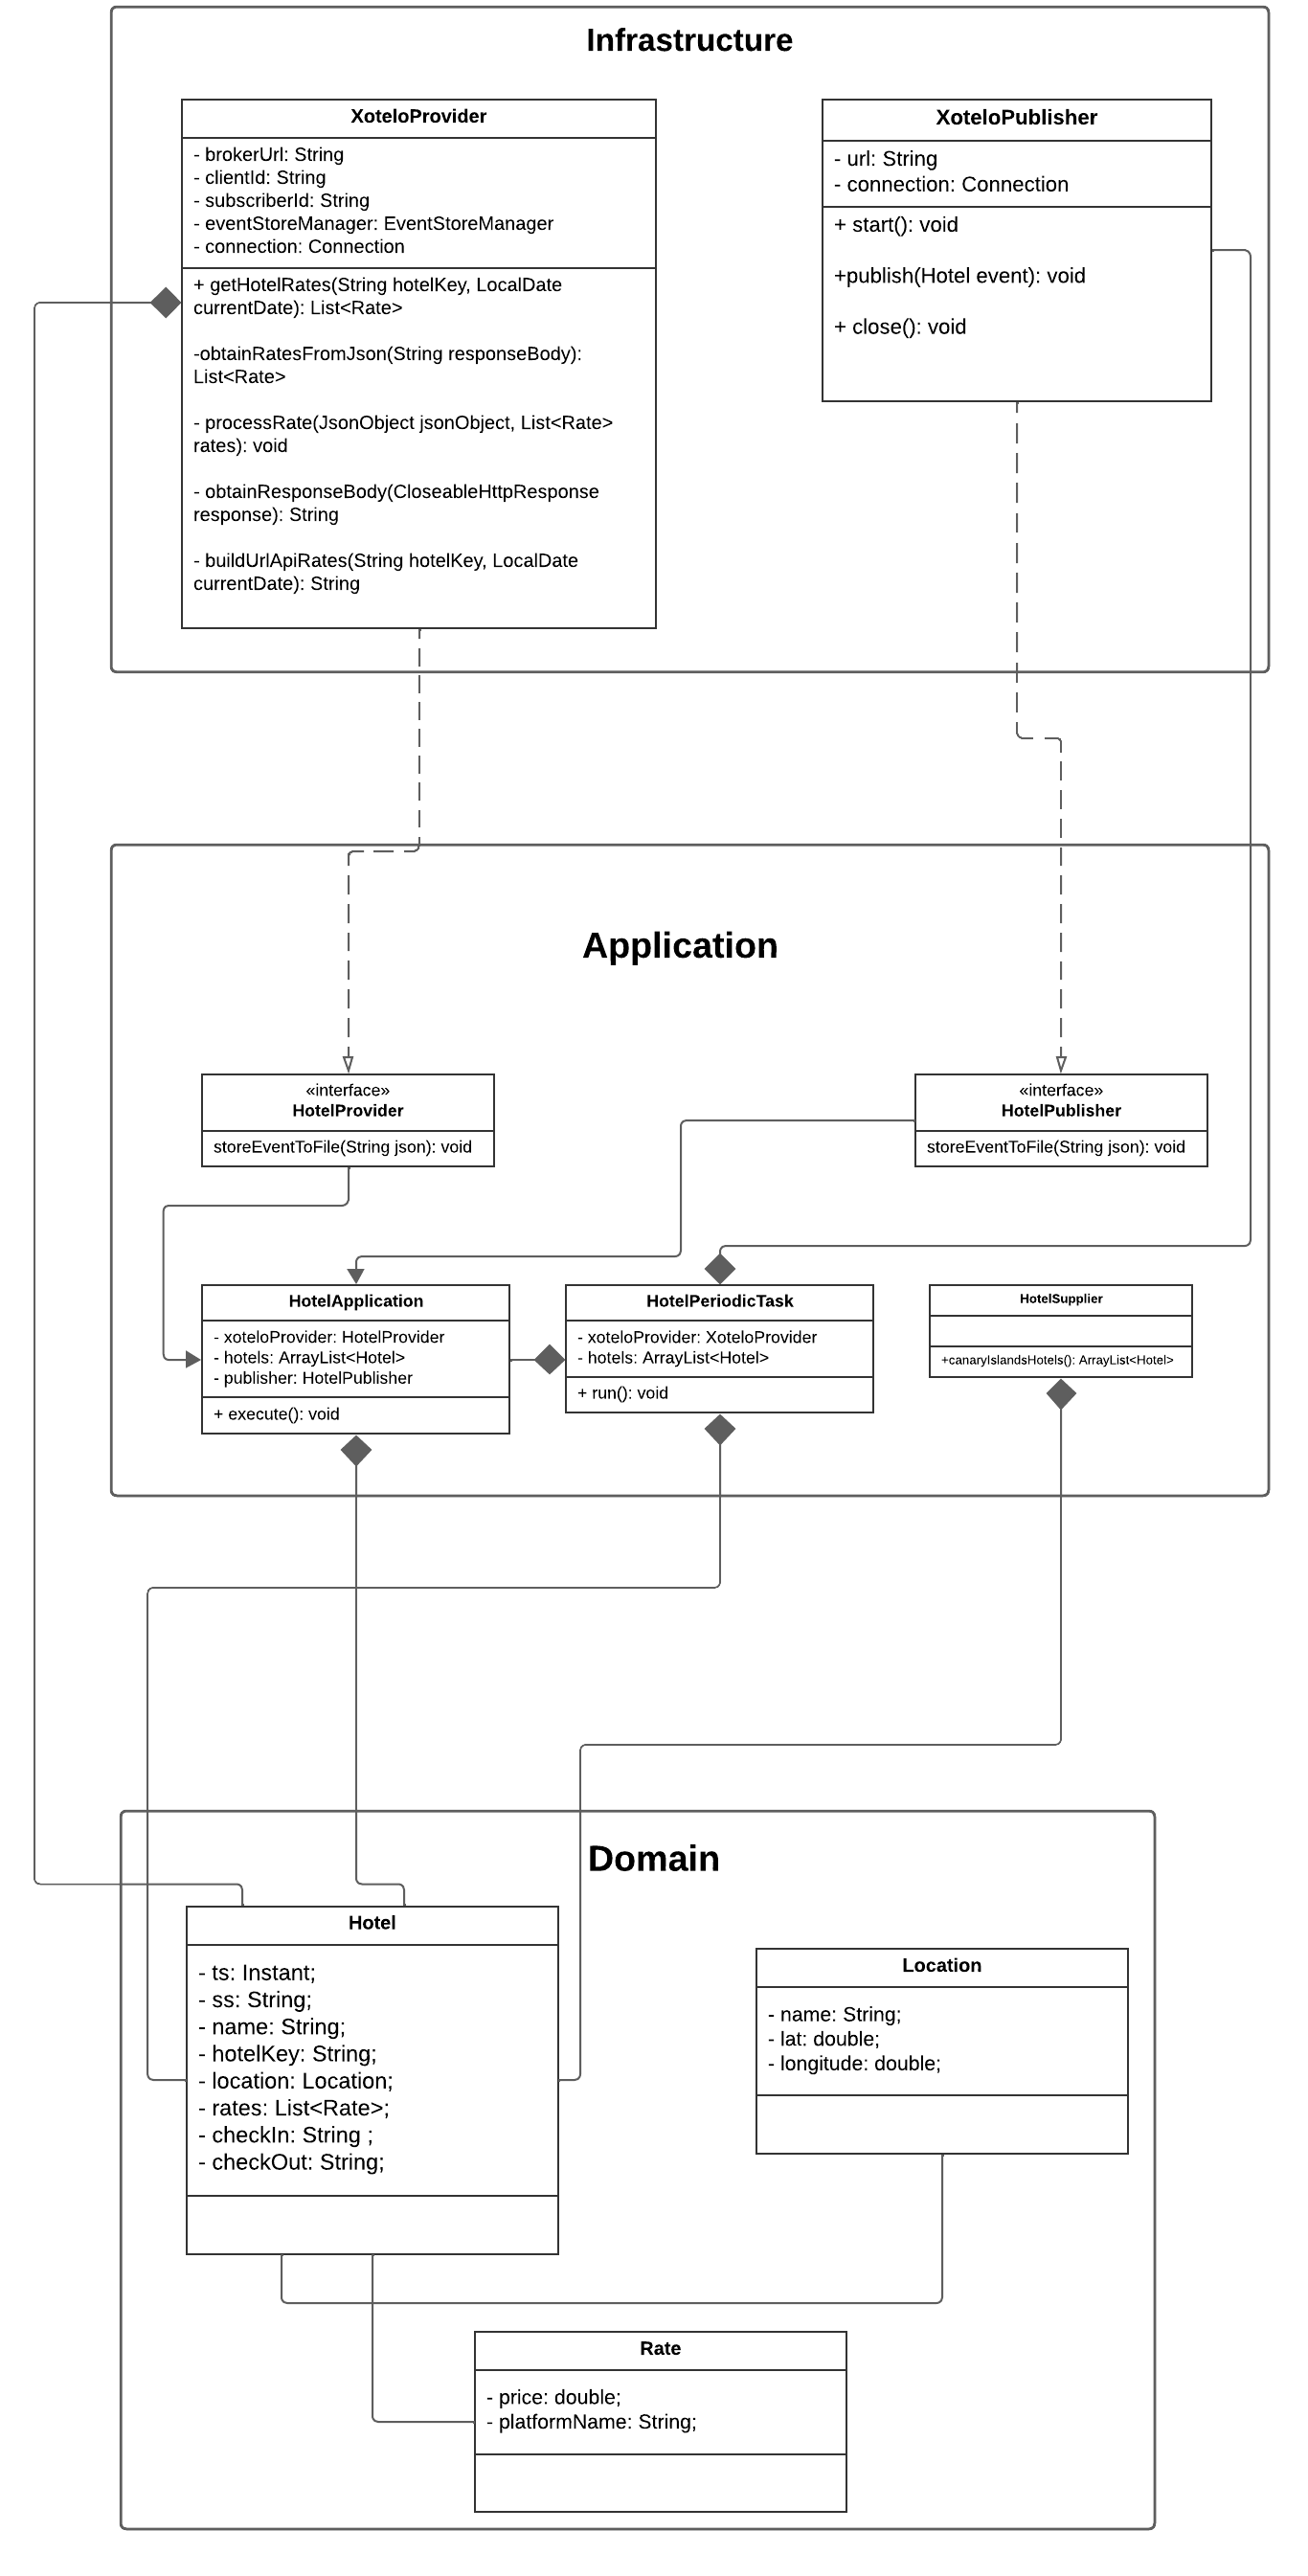 Infrastructure
XoteloProvider
- brokerUrl: String
- clientId: String
- subscriberId: String
- eventStoreManager: EventStoreManager
- connection: Connection
+ getHotelRates(String hotelKey, LocalDate
currentDate): List<Rate>
-obtainRatesFromJson(String responseBody):
List<Rate>
- processRate(JsonObject jsonObject, List<Rate>
rates): void
- obtainResponseBody(CloseableHttpResponse
response): String
- buildUrlApiRates(String hotelKey, LocalDate
currentDate): String
XoteloPublisher
- url: String
- connection: Connection
+ start(): void
+publish(Hotel event): void
+ close(): void
Application
«interface»
HotelProvider
storeEventToFile(String json): void
«interface»
HotelPublisher
storeEventToFile(String json): void
HotelApplication
- xoteloProvider: HotelProvider
- hotels: ArrayList<Hotel>
- publisher: HotelPublisher
+ execute(): void
HotelPeriodicTask
- xoteloProvider: XoteloProvider
- hotels: ArrayList<Hotel>
+ run(): void
HotelSupplier
+canaryIslandsHotels(): ArrayList<Hotel>
Domain
Hotel
- ts: Instant;
- ss: String;
- name: String;
- hotelKey: String;
- location: Location;
- rates: List<Rate>;
- checkIn: String ;
- checkOut: String;
Location
- name: String;
- lat: double;
- longitude: double;
Rate
- price: double;
- platformName: String;